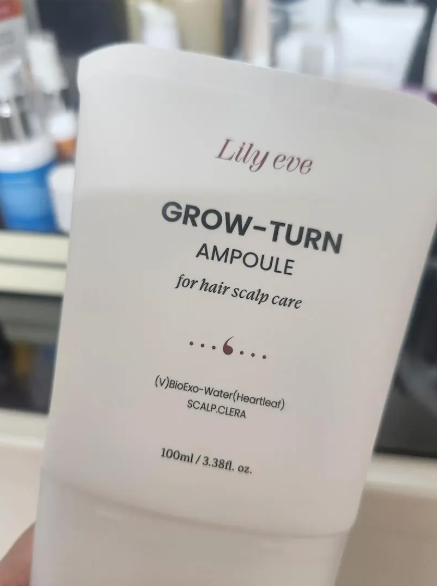 Lily eve
GROW-TURN
AMPOULE
for hair scalp care
(V)BioExo-Water(Heartleaf)
SCALP.CLERA
100ml / 3.38fl. oz.